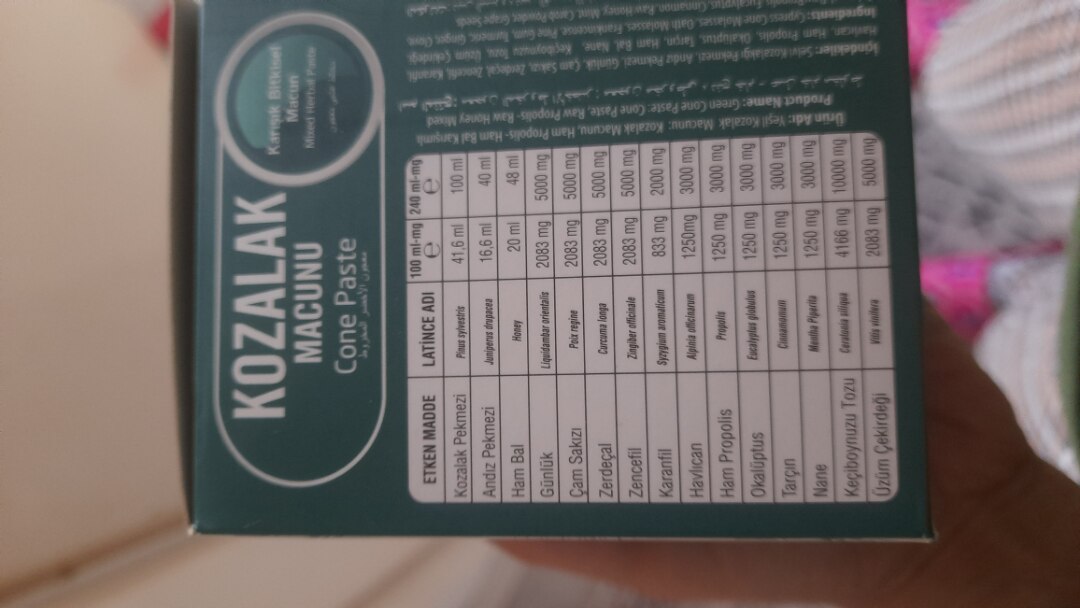 KOZALAK
MACUNU
Cone Paste
معجون الأخضر المخروط
Karışık Bitkisel
Macun
Mixed Herbal Paste
ETKEN MADDE LATİNCE ADI 100 ml-mg ℮ 240 ml-mg ℮
Kozalak Pekmezi Pinus sylvestris 41,6 ml 100 ml
Andız Pekmezi Juniperus drupacea 16,6 ml 40 ml
Ham Bal Honey 20 ml 48 ml
Günlük Liquidambar orientalis 2083 mg 5000 mg
Çam Sakızı Poix regine 2083 mg 5000 mg
Zerdeçal Curcuma longa 2083 mg 5000 mg
Zencefil Zingiber officinale 2083 mg 5000 mg
Karanfil Syzygium aromaticum 833 mg 2000 mg
Havlıcan Alpinia officinarum 1250mg 3000 mg
Ham Propolis Propolis 1250 mg 3000 mg
Okalüptus Eucalyptus globulus 1250 mg 3000 mg
Tarçın Cinnamomum 1250 mg 3000 mg
Nane Mentha Piperita 1250 mg 3000 mg
Keçiboynuzu Tozu Ceratonia siliqua 4166 mg 10000 mg
Üzüm Çekirdeği Vitis vinifera 2083 mg 5000 mg
Ürün Adı: Yeşil Kozalak Macunu, Kozalak Macunu, Ham Propolis- Ham Bal Karışımlı
Product Name: Green Cone Paste, Cone Paste, Raw Propolis- Raw Honey Mixed
İçindekiler: Selvi Kozalağı Pekmezi, Andız Pekmezi, Günlük, Çam Sakızı, Zerdeçal, Zencefil, Karanfil,
Havlıcan, Ham Propolis, Okalüptus, Tarçın, Ham Bal, Nane, Keçiboynuzu Tozu, Üzüm Çekirdeği
Ingredients: Cypress Cone Molasses, Molasses, Frankincense, Pine Gum, Turmeric, Ginger, Clove,
Propolis, Eucalyptus, Cinnamon, Raw Honey, Mint, Carob Powder, Grape Seed